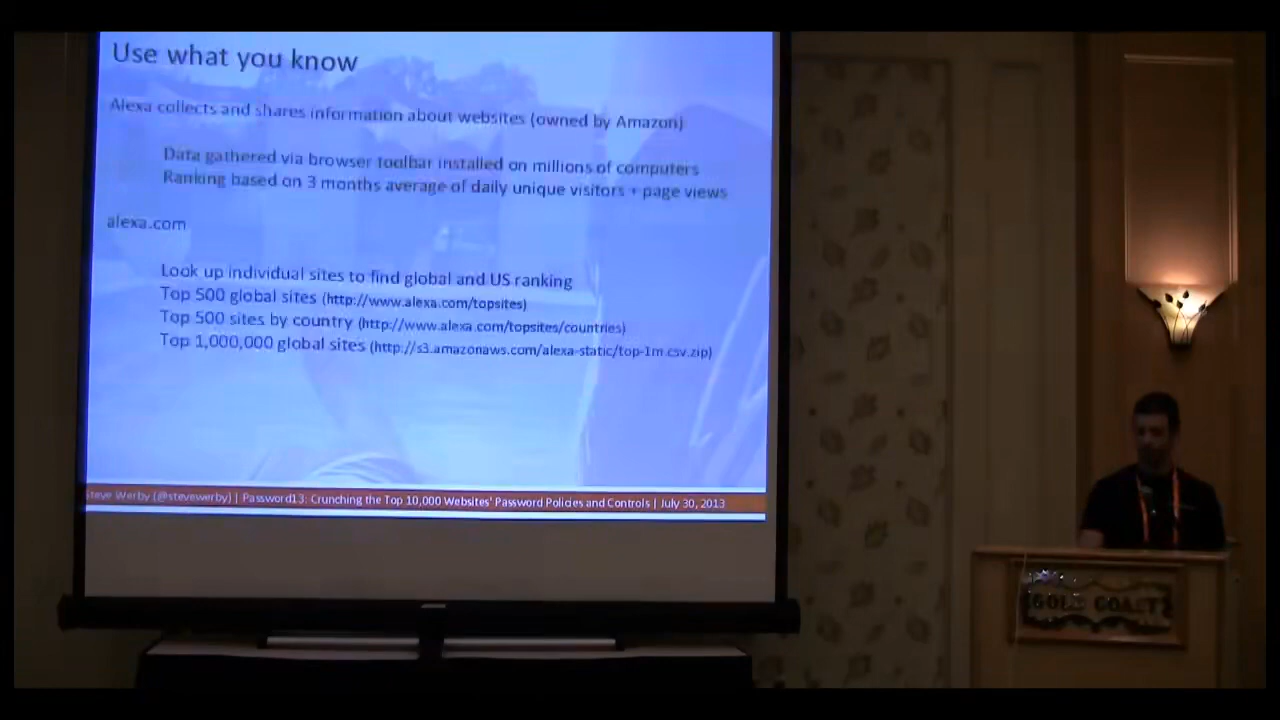 Use what you know
Alexa collects and shares information about websites (owned by Amazon)
Data gathered via browser toolbar installed on millions of computers
Ranking based on 3 months average of daily unique visitors + page views
alexa.com
Look up individual sites to find global and US ranking
Top 500 global sites (http://www.alexa.com/topsites)
Top 500 sites by country (http://www.alexa.com/topsites/countries)
Top 1,000,000 global sites (http://s3.amazonaws.com/alexa-static/top-1m.csv.zip)
Steve Werby (@stevewerby) | Password13: Crunching the Top 10,000 Websites' Password Policies and Controls | July 30, 2013
GOLD COAST